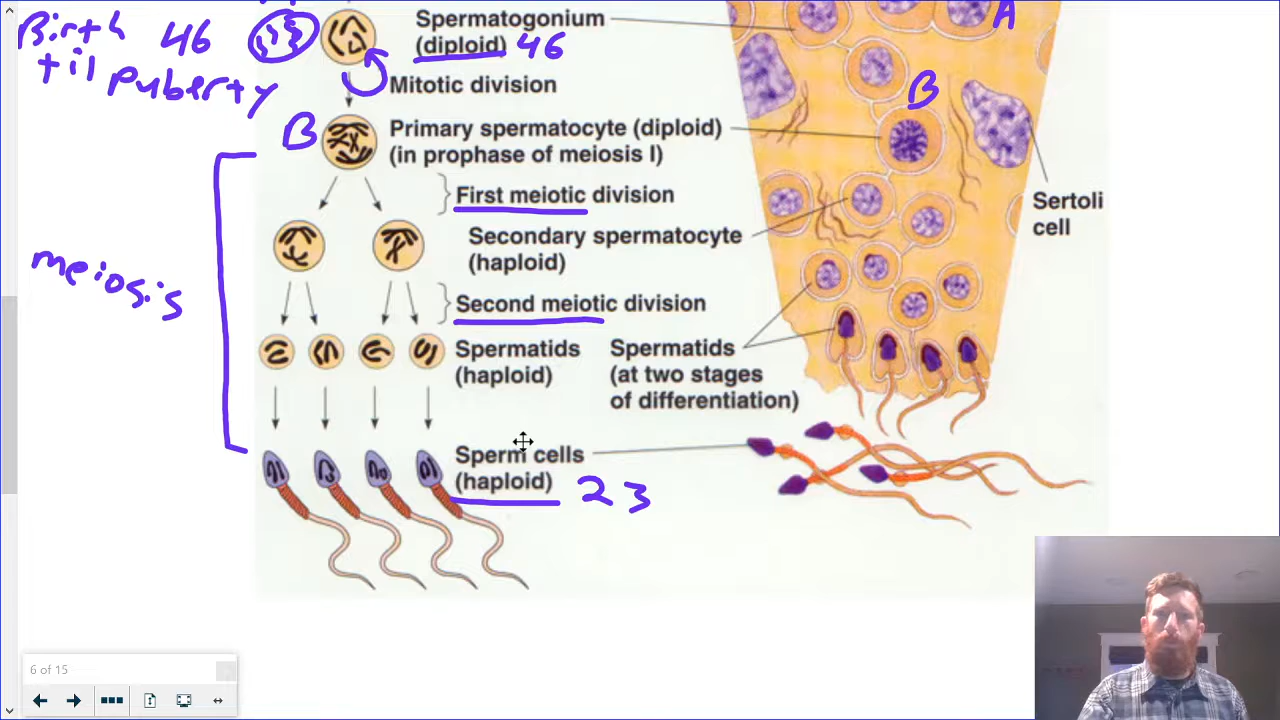 Birth 46
til puberty
Spermatogonium
(diploid) 46
Mitotic division
A
B
B
Primary spermatocyte (diploid)
(in prophase of meiosis I)
First meiotic division
Sertoli
cell
Secondary spermatocyte
(haploid)
meiosis
Second meiotic division
Spermatids
(haploid)
Spermatids
(at two stages
of differentiation)
Sperm cells
(haploid) 23
6 of 15